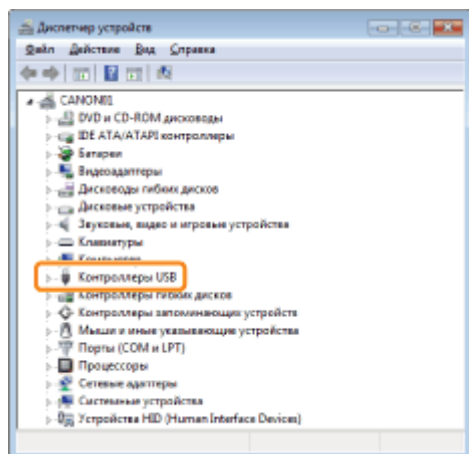 Диспетчер устройств
Файл Действие Вид Справка
CANON01
DVD и CD-ROM дисководы
IDE ATA/ATAPI контроллеры
Батареи
Видеоадаптеры
Дисководы гибких дисков
Дисковые устройства
Звуковые, видео и игровые устройства
Клавиатуры
Компьютер
Контроллеры USB
Контроллеры гибких дисков
Контроллеры запоминающих устройств
Мыши и иные указывающие устройства
Порты (COM и LPT)
Процессоры
Сетевые адаптеры
Системные устройства
Устройства HID (Human Interface Devices)